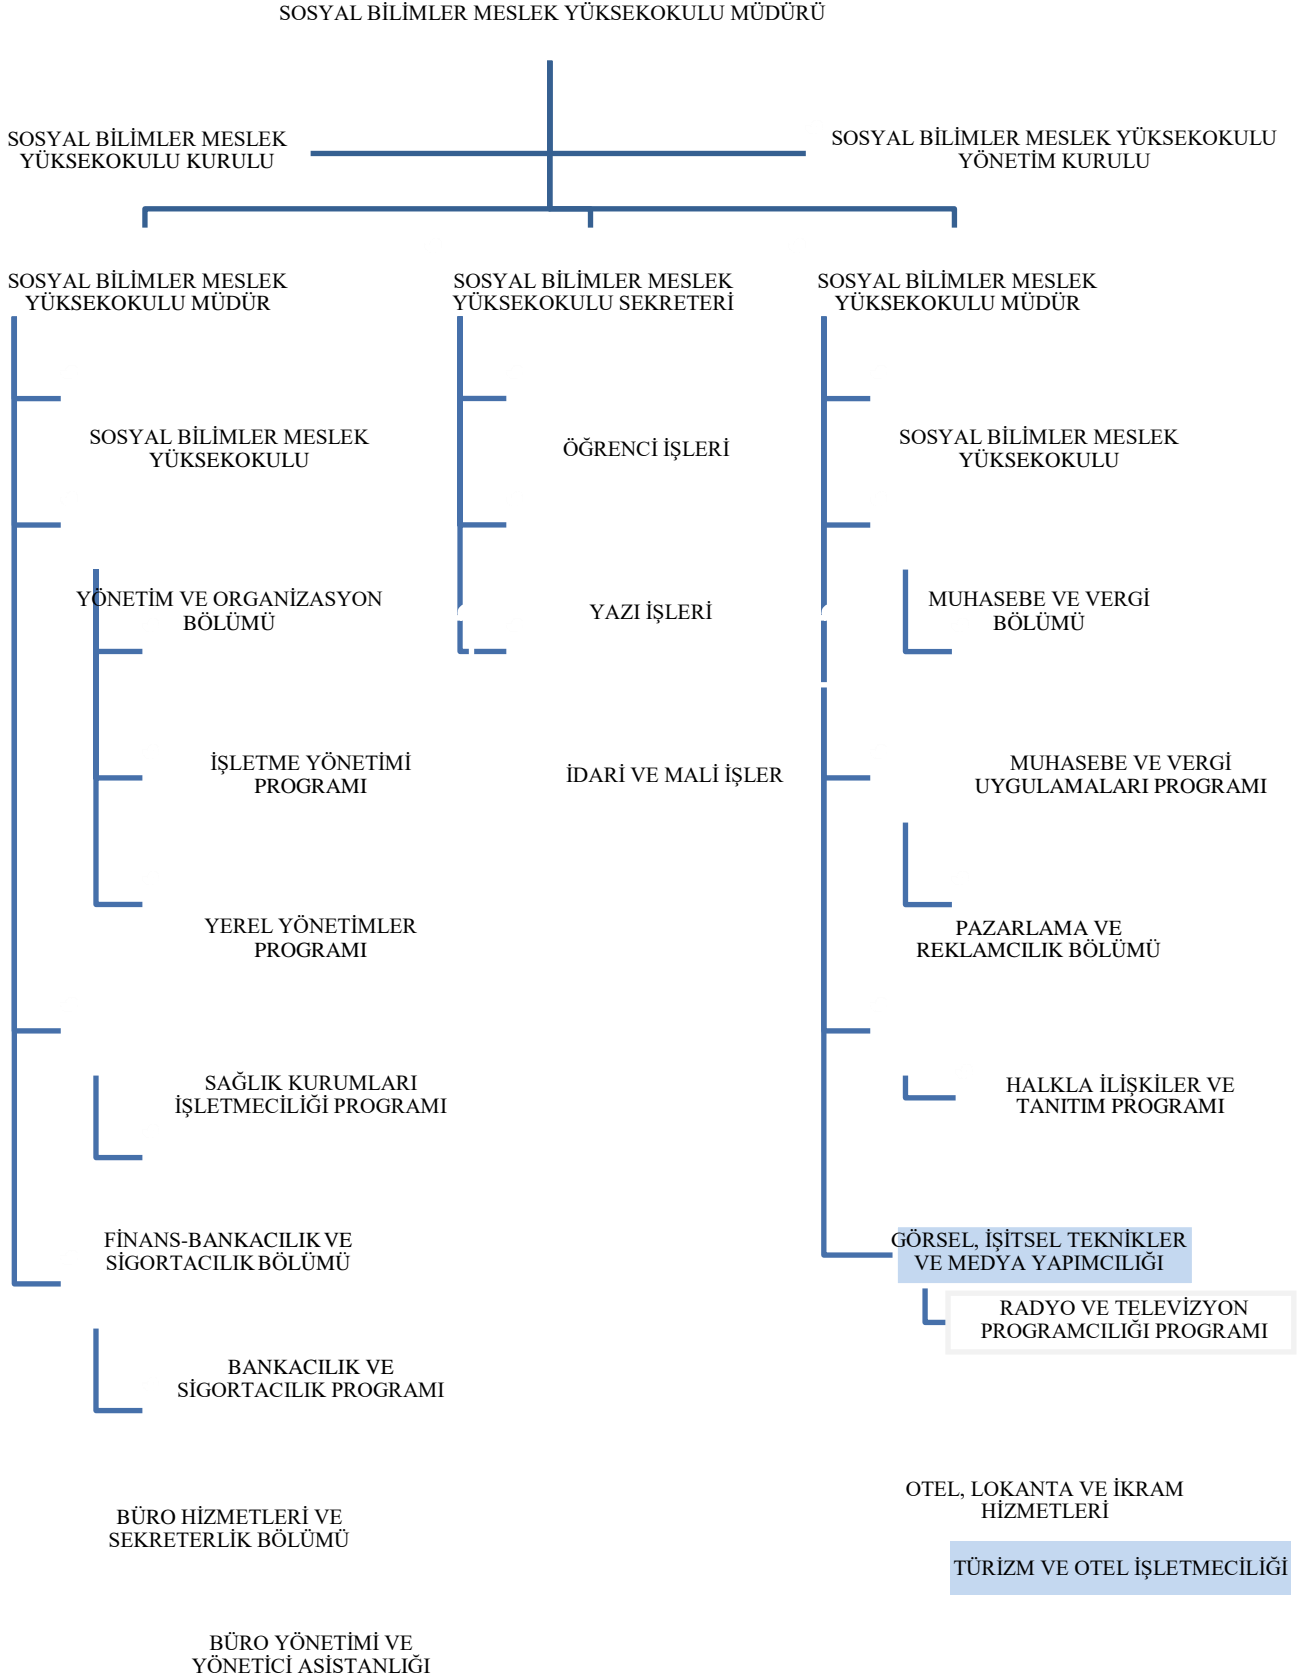 SOSYAL BİLİMLER MESLEK YÜKSEKOKULU MÜDÜRÜ
SOSYAL BİLİMLER MESLEK
YÜKSEKOKULU KURULU
SOSYAL BİLİMLER MESLEK YÜKSEKOKULU
YÖNETİM KURULU
SOSYAL BİLİMLER MESLEK
YÜKSEKOKULU MÜDÜR
SOSYAL BİLİMLER MESLEK
YÜKSEKOKULU
YÖNETİM VE ORGANİZASYON
BÖLÜMÜ
İŞLETME YÖNETİMİ
PROGRAMI
YEREL YÖNETİMLER
PROGRAMI
SAĞLIK KURUMLARI
İŞLETMECİLİĞİ PROGRAMI
FİNANS-BANKACILIK VE
SİGORTACILIK BÖLÜMÜ
BANKACILIK VE
SİGORTACILIK PROGRAMI
BÜRO HİZMETLERİ VE
SEKRETERLİK BÖLÜMÜ
BÜRO YÖNETİMİ VE
YÖNETİCİ ASİSTANLIĞI
SOSYAL BİLİMLER MESLEK
YÜKSEKOKULU SEKRETERİ
ÖĞRENCİ İŞLERİ
YAZI İŞLERİ
İDARİ VE MALİ İŞLER
SOSYAL BİLİMLER MESLEK
YÜKSEKOKULU MÜDÜR
SOSYAL BİLİMLER MESLEK
YÜKSEKOKULU
MUHASEBE VE VERGİ
BÖLÜMÜ
MUHASEBE VE VERGİ
UYGULAMALARI PROGRAMI
PAZARLAMA VE
REKLAMCILIK BÖLÜMÜ
HALKLA İLİŞKİLER VE
TANITIM PROGRAMI
GÖRSEL, İŞİTSEL TEKNİKLER
VE MEDYA YAPIMCILIĞI
RADYO VE TELEVİZYON
PROGRAMCILIĞI PROGRAMI
OTEL, LOKANTA VE İKRAM
HİZMETLERİ
TÜRİZM VE OTEL İŞLETMECİLİĞİ